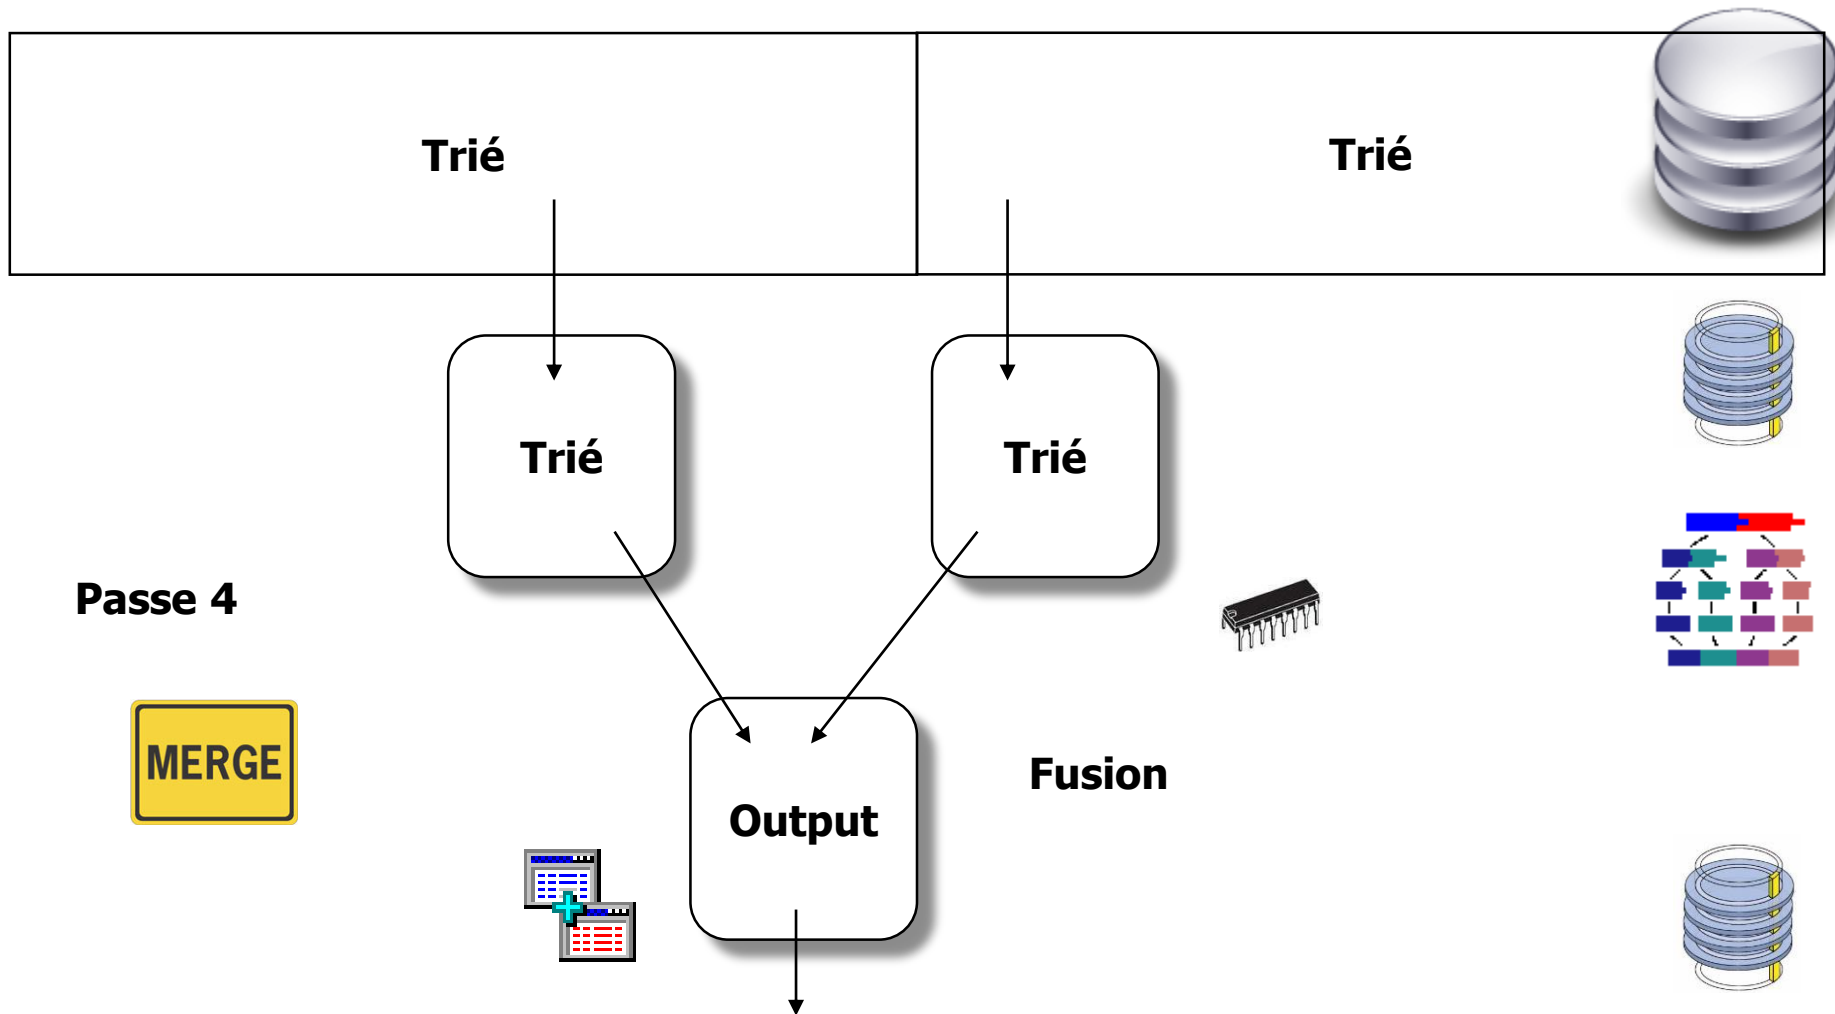 Trié
Trié
Trié
Trié
Passe 4
MERGE
Fusion
Output